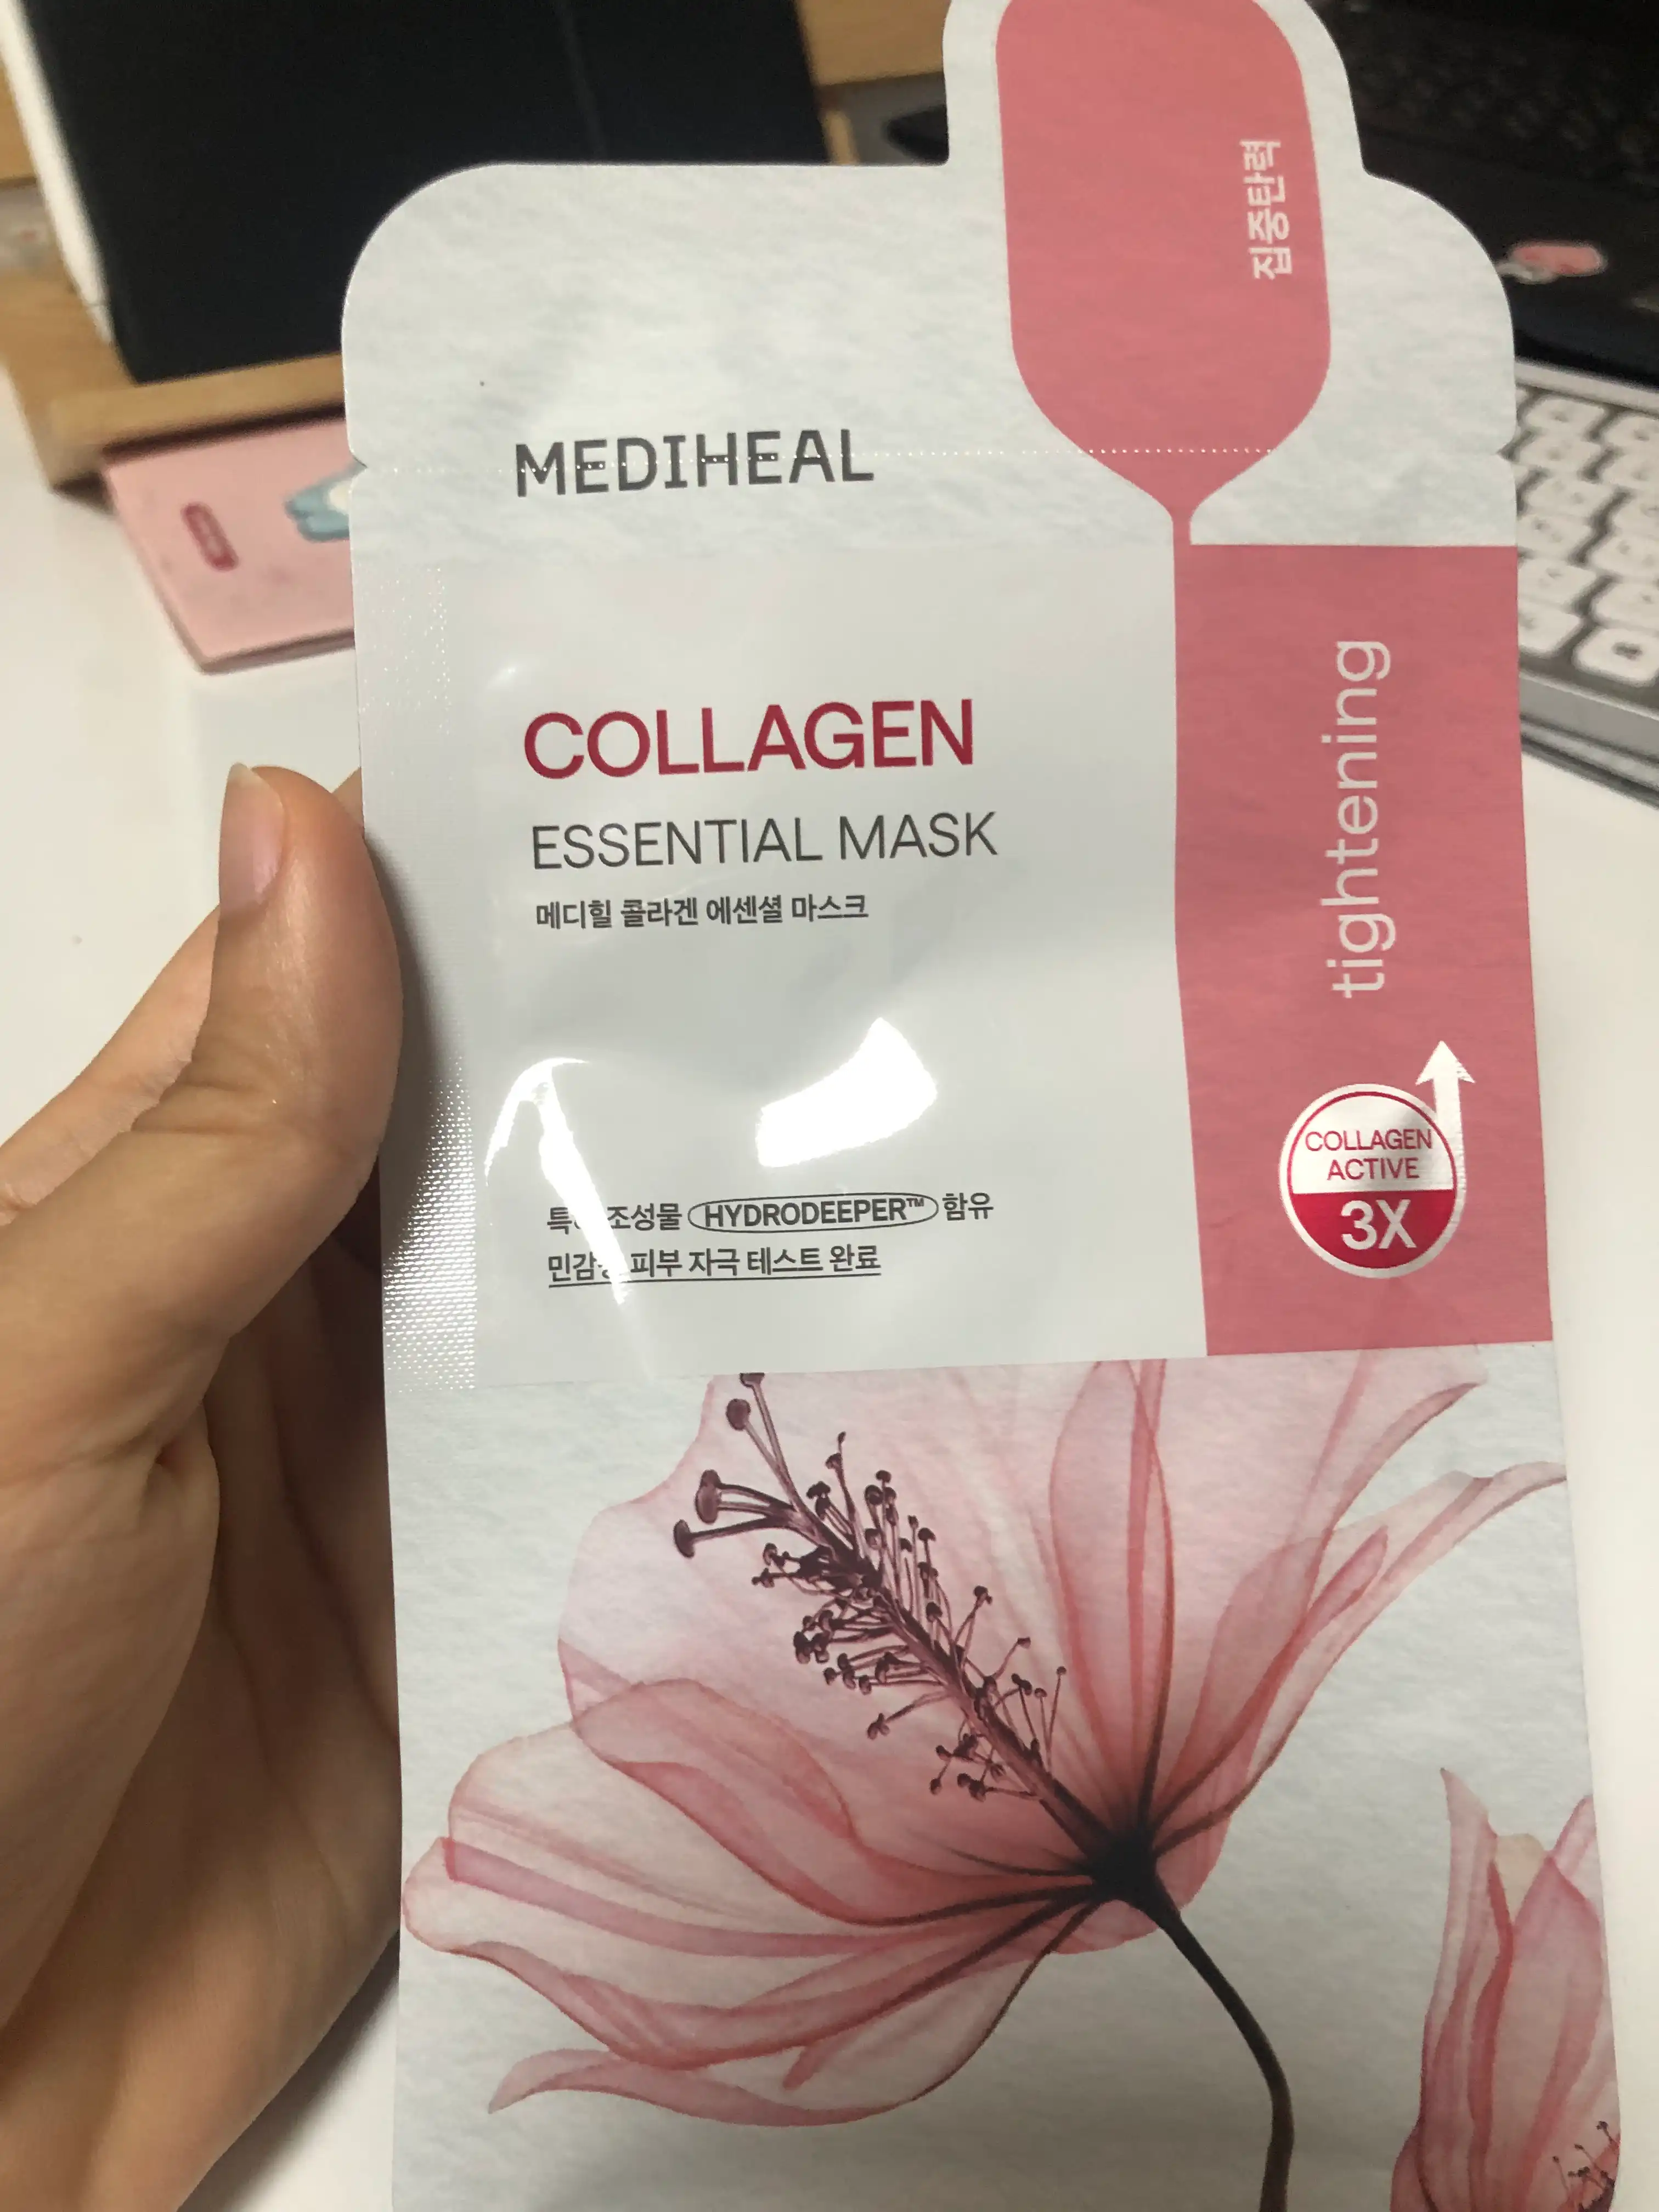 집중탄력
MEDIHEAL
COLLAGEN
ESSENTIAL MASK
메디힐 콜라겐 에센셜 마스크
tightening
COLLAGEN
ACTIVE
3X
조성물 HYDRODEEPER™ 함유
피부 자극 테스트 완료